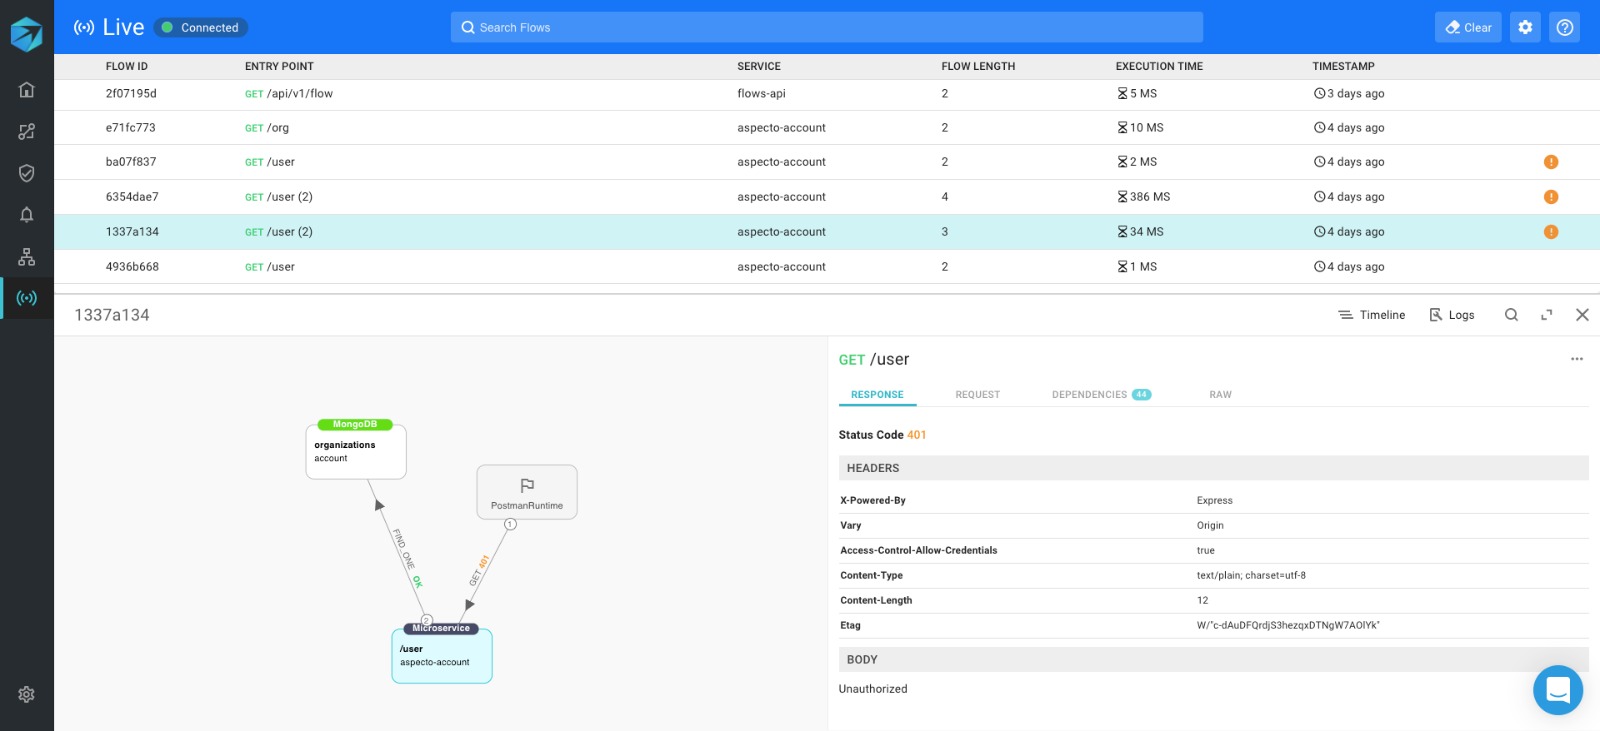 Live Connected Search Flows Clear
FLOW ID ENTRY POINT SERVICE FLOW LENGTH EXECUTION TIME TIMESTAMP
2f07195d GET /api/v1/flow flows-api 2 5 MS 3 days ago
e71fc773 GET /org aspecto-account 2 10 MS 4 days ago
ba07f837 GET /user aspecto-account 2 2 MS 4 days ago
6354dae7 GET /user (2) aspecto-account 4 386 MS 4 days ago
1337a134 GET /user (2) aspecto-account 3 34 MS 4 days ago
4936b668 GET /user aspecto-account 2 1 MS 4 days ago
1337a134 Timeline Logs
MongoDB
organizations
account
PostmanRuntime
1
FIND_ONE OK
GET 401
2
Microservice
/user
aspecto-account
GET /user
RESPONSE REQUEST DEPENDENCIES 44 RAW
Status Code 401
HEADERS
X-Powered-By Express
Vary Origin
Access-Control-Allow-Credentials true
Content-Type text/plain; charset=utf-8
Content-Length 12
Etag W/"c-dAuDFQrdjS3hezqxDTNgW7AOlYk"
BODY
Unauthorized